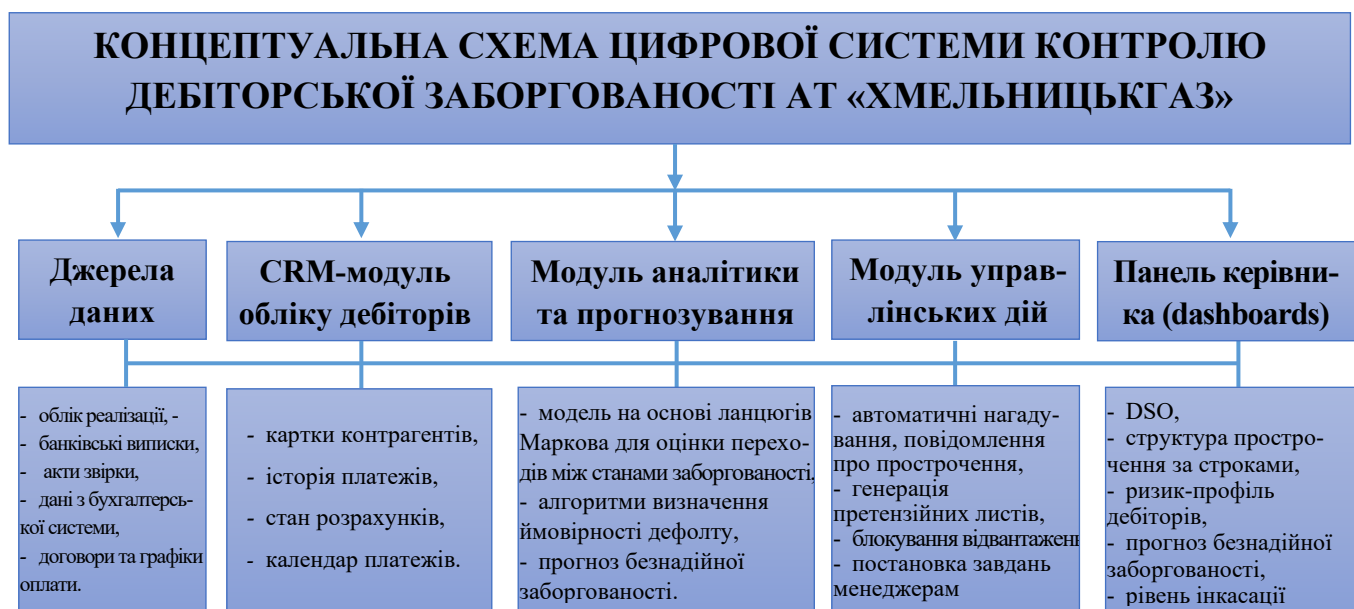 КОНЦЕПТУАЛЬНА СХЕМА ЦИФРОВОЇ СИСТЕМИ КОНТРОЛЮ
ДЕБІТОРСЬКОЇ ЗАБОРГОВАНОСТІ АТ «ХМЕЛЬНИЦЬКГАЗ»
Джерела
даних
CRM-модуль
обліку дебіторів
Модуль аналітики
та прогнозування
Модуль управ-
лінських дій
Панель керівни-
ка (dashboards)
- облік реалізації, -
- банківські виписки,
- акти звірки,
- дані з бухгалтерсь-
кої системи,
- договори та графіки
оплати.
- картки контрагентів,
- історія платежів,
- стан розрахунків,
- календар платежів.
- модель на основі ланцюгів
Маркова для оцінки перехо-
дів між станами заборгованості,
- алгоритми визначення
ймовірності дефолту,
- прогноз безнадійної
заборгованості.
- автоматичні нагаду-
вання, повідомлення
про прострочення,
- генерація
претензійних листів,
- блокування відвантажен
- постановка завдань
менеджерам
- DSO,
- структура простро-
чення за строками,
- ризик-профіль
дебіторів,
- прогноз безнадійної
заборгованості,
- рівень інкасації